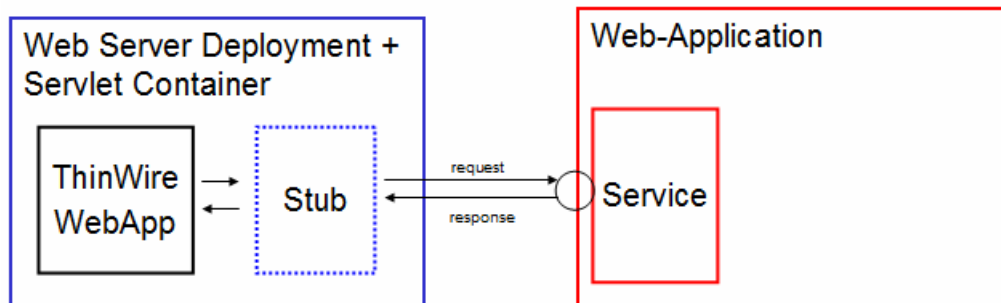 Web Server Deployment +
Servlet Container
ThinWire
WebApp
Stub
request
response
Web-Application
Service